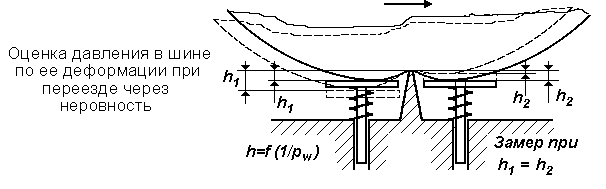 Оценка давления в шине
по ее деформации при
переезде через
неровность
h1
h1
h2
h2
h=f (1/pw)
Замер при
h1 = h2